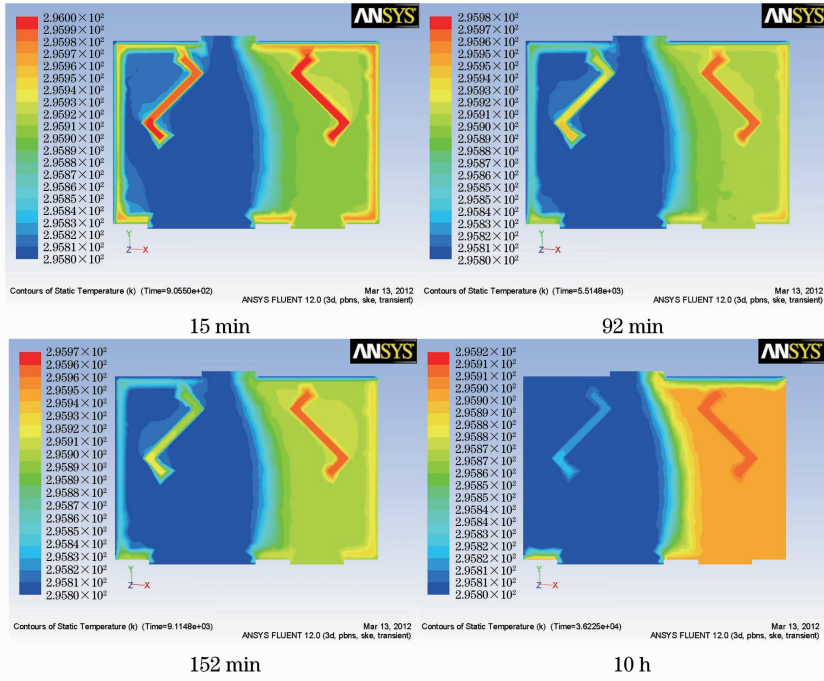 ANSYS
2.9600×10²
2.9599×10²
2.9598×10²
2.9597×10²
2.9596×10²
2.9595×10²
2.9594×10²
2.9593×10²
2.9592×10²
2.9591×10²
2.9590×10²
2.9589×10²
2.9588×10²
2.9587×10²
2.9586×10²
2.9585×10²
2.9584×10²
2.9583×10²
2.9582×10²
2.9581×10²
2.9580×10²
Y
Z X
Contours of Static Temperature (k) (Time=9.0550e+02)
Mar 13, 2012
ANSYS FLUENT 12.0 (3d, pbns, ske, transient)
15 min
ANSYS
2.9598×10²
2.9597×10²
2.9596×10²
2.9595×10²
2.9594×10²
2.9593×10²
2.9592×10²
2.9591×10²
2.9590×10²
2.9589×10²
2.9588×10²
2.9587×10²
2.9586×10²
2.9585×10²
2.9584×10²
2.9583×10²
2.9582×10²
2.9581×10²
2.9580×10²
Y
Z X
Contours of Static Temperature (k) (Time=5.5148e+03)
Mar 13, 2012
ANSYS FLUENT 12.0 (3d, pbns, ske, transient)
92 min
ANSYS
2.9597×10²
2.9596×10²
2.9596×10²
2.9595×10²
2.9594×10²
2.9593×10²
2.9592×10²
2.9591×10²
2.9590×10²
2.9589×10²
2.9589×10²
2.9588×10²
2.9587×10²
2.9586×10²
2.9585×10²
2.9584×10²
2.9583×10²
2.9582×10²
2.9581×10²
2.9580×10²
Y
Z X
Contours of Static Temperature (k) (Time=9.1148e+03)
Mar 13, 2012
ANSYS FLUENT 12.0 (3d, pbns, ske, transient)
152 min
ANSYS
2.9592×10²
2.9591×10²
2.9591×10²
2.9590×10²
2.9589×10²
2.9588×10²
2.9588×10²
2.9587×10²
2.9587×10²
2.9586×10²
2.9585×10²
2.9585×10²
2.9584×10²
2.9584×10²
2.9583×10²
2.9582×10²
2.9582×10²
2.9581×10²
2.9581×10²
2.9580×10²
Y
Z X
Contours of Static Temperature (k) (Time=3.6225e+04)
Mar 13, 2012
ANSYS FLUENT 12.0 (3d, pbns, ske, transient)
10 h